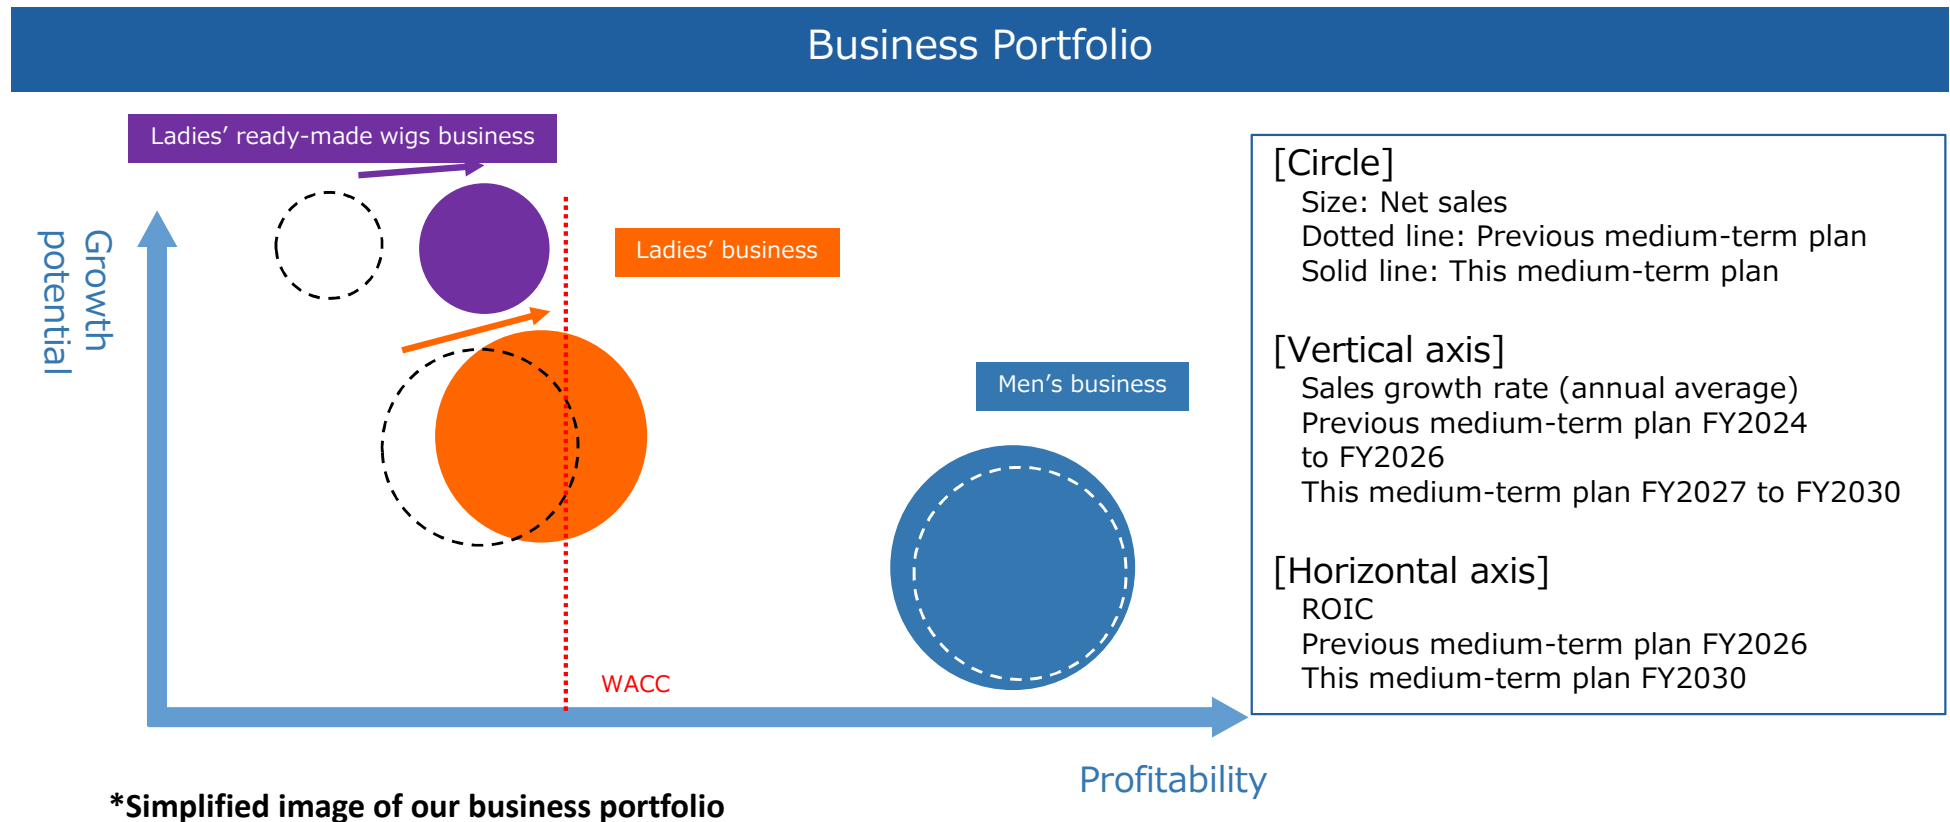 Business Portfolio
Ladies’ ready-made wigs business
Ladies’ business
Men’s business
Growth
potential
WACC
Profitability
[Circle]
Size: Net sales
Dotted line: Previous medium-term plan
Solid line: This medium-term plan
[Vertical axis]
Sales growth rate (annual average)
Previous medium-term plan FY2024
to FY2026
This medium-term plan FY2027 to FY2030
[Horizontal axis]
ROIC
Previous medium-term plan FY2026
This medium-term plan FY2030
*Simplified image of our business portfolio